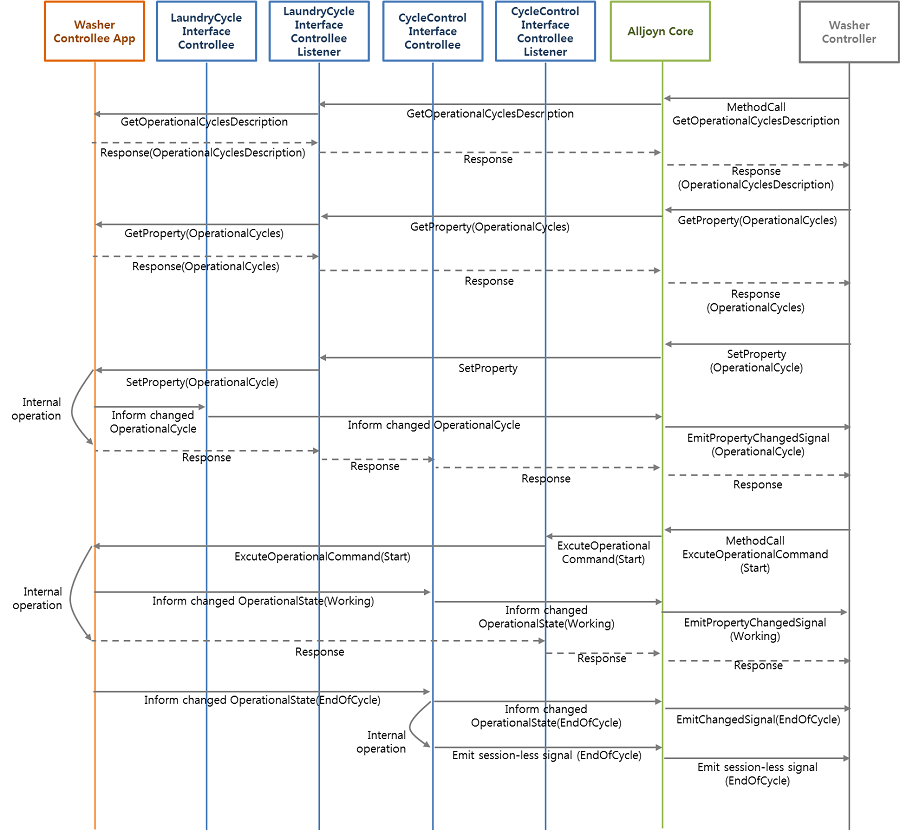 Washer
Controllee App
LaundryCycle
Interface
Controllee
LaundryCycle
Interface
Controllee
Listener
CycleControl
Interface
Controllee
CycleControl
Interface
Controllee
Listener
Alljoyn Core
Washer
Controller
MethodCall
GetOperationalCyclesDescription
GetOperationalCyclesDescription
GetOperationalCyclesDescription
Response(OperationalCyclesDescription)
Response
Response
(OperationalCyclesDescription)
GetProperty(OperationalCycles)
GetProperty(OperationalCycles)
GetProperty(OperationalCycles)
Response(OperationalCycles)
Response
Response
(OperationalCycles)
SetProperty
(OperationalCycle)
SetProperty
SetProperty(OperationalCycle)
Internal
operation
Inform changed
OperationalCycle
Inform changed OperationalCycle
EmitPropertyChangedSignal
(OperationalCycle)
Response
Response
Response
Response
MethodCall
ExcuteOperationalCommand
(Start)
ExcuteOperational
Command(Start)
ExcuteOperationalCommand(Start)
Internal
operation
Inform changed OperationalState(Working)
Inform changed
OperationalState(Working)
EmitPropertyChangedSignal
(Working)
Response
Response
Response
Inform changed OperationalState(EndOfCycle)
Inform changed
OperationalState(EndOfCycle)
EmitChangedSignal(EndOfCycle)
Internal
operation
Emit session-less signal (EndOfCycle)
Emit session-less signal
(EndOfCycle)